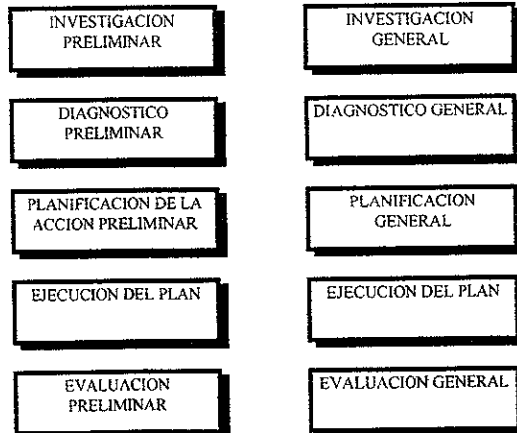 INVESTIGACION
PRELIMINAR
INVESTIGACION
GENERAL
DIAGNOSTICO
PRELIMINAR
DIAGNOSTICO GENERAL
PLANIFICACION DE LA
ACCION PRELIMINAR
PLANIFICACION
GENERAL
EJECUCION DEL PLAN
EJECUCION DEL PLAN
EVALUACION
PRELIMINAR
EVALUACION GENERAL